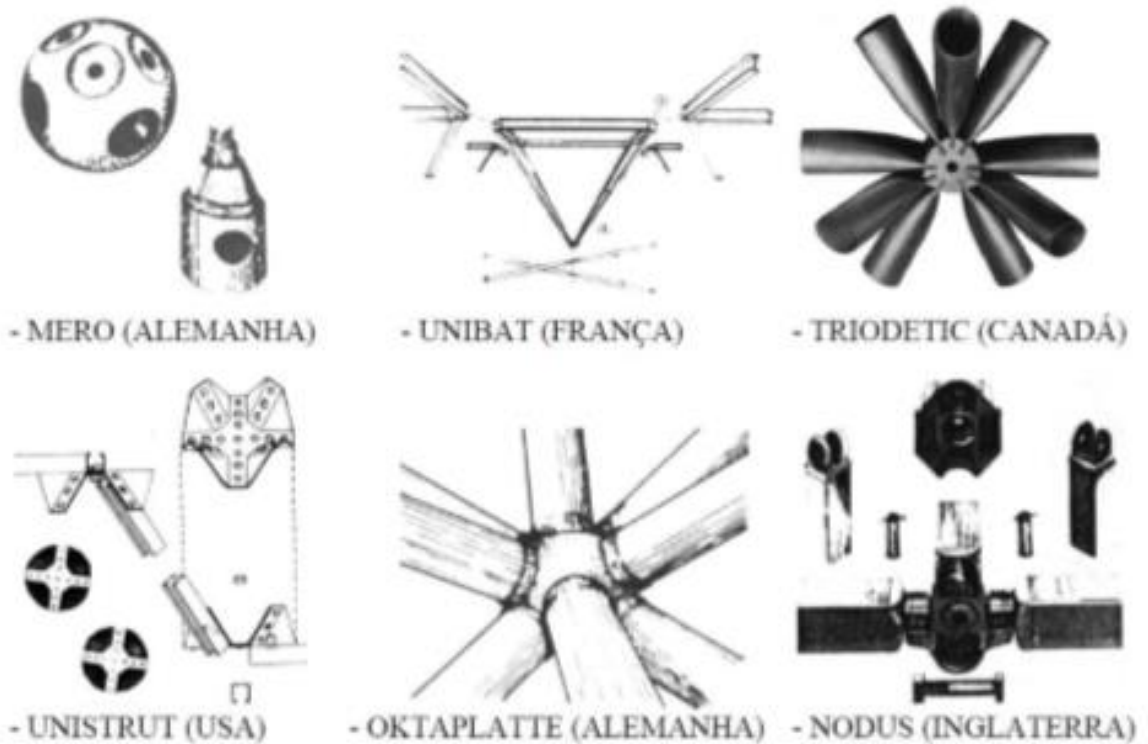 - MERO (ALEMANHA)
- UNIBAT (FRANÇA)
- TRIODETIC (CANADÁ)
- UNISTRUT (USA)
- OKTAPLATTE (ALEMANHA)
- NODUS (INGLATERRA)